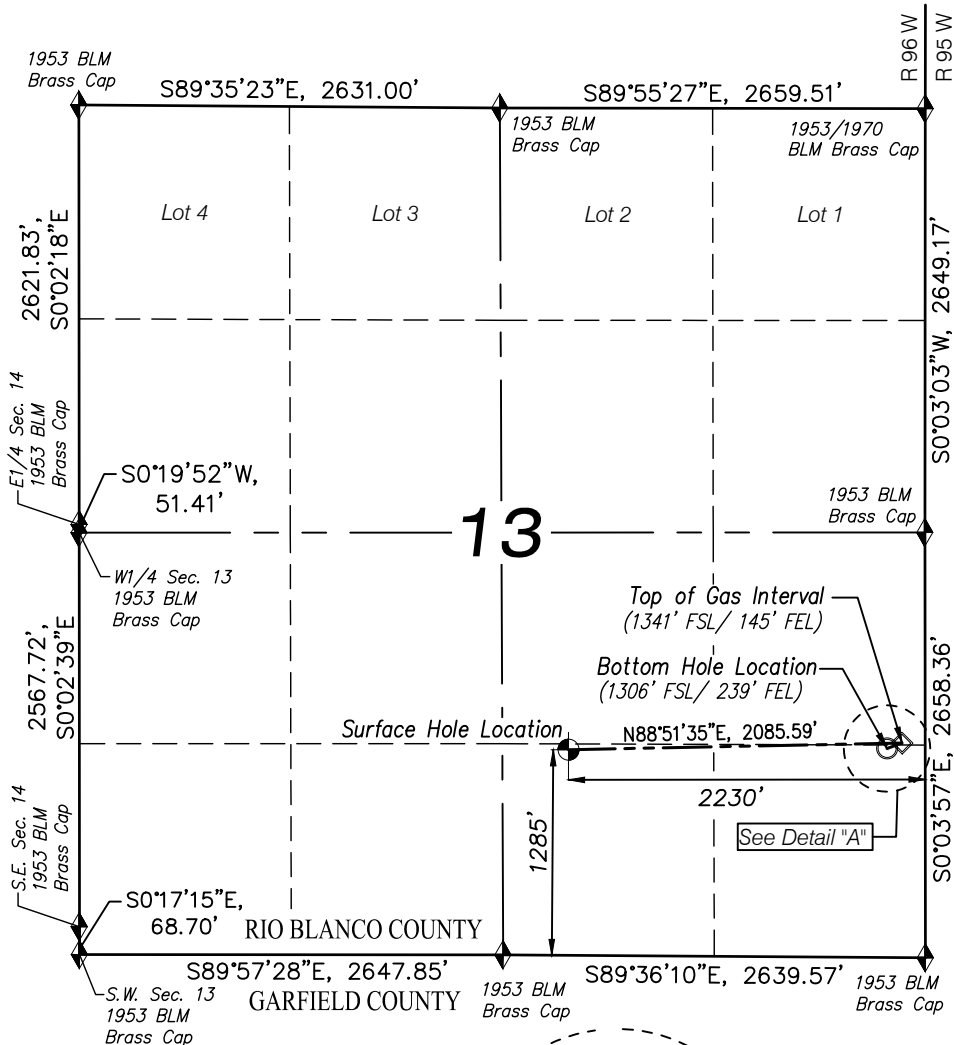 R 96 W
R 95 W
1953 BLM
Brass Cap
S89°35'23"E, 2631.00'
S89°55'27"E, 2659.51'
1953 BLM
Brass Cap
1953/1970
BLM Brass Cap
Lot 4
Lot 3
Lot 2
Lot 1
2621.83',
S0°02'18"E
2649.17'
S0°03'03"W,
E1/4 Sec. 14
1953 BLM
Brass Cap
S0°19'52"W,
51.41'
13
1953 BLM
Brass Cap
W1/4 Sec. 13
1953 BLM
Brass Cap
Top of Gas Interval
(1341' FSL/ 145' FEL)
Bottom Hole Location
(1306' FSL/ 239' FEL)
2567.72',
S0°02'39"E
S0°03'57"E, 2658.36'
Surface Hole Location
N88°51'35"E, 2085.59'
2230'
1285'
See Detail "A"
S.E. Sec. 14
1953 BLM
Brass Cap
S0°17'15"E,
68.70'
RIO BLANCO COUNTY
S89°57'28"E, 2647.85'
S89°36'10"E, 2639.57'
GARFIELD COUNTY
S.W. Sec. 13
1953 BLM
Brass Cap
1953 BLM
Brass Cap
1953 BLM
Brass Cap